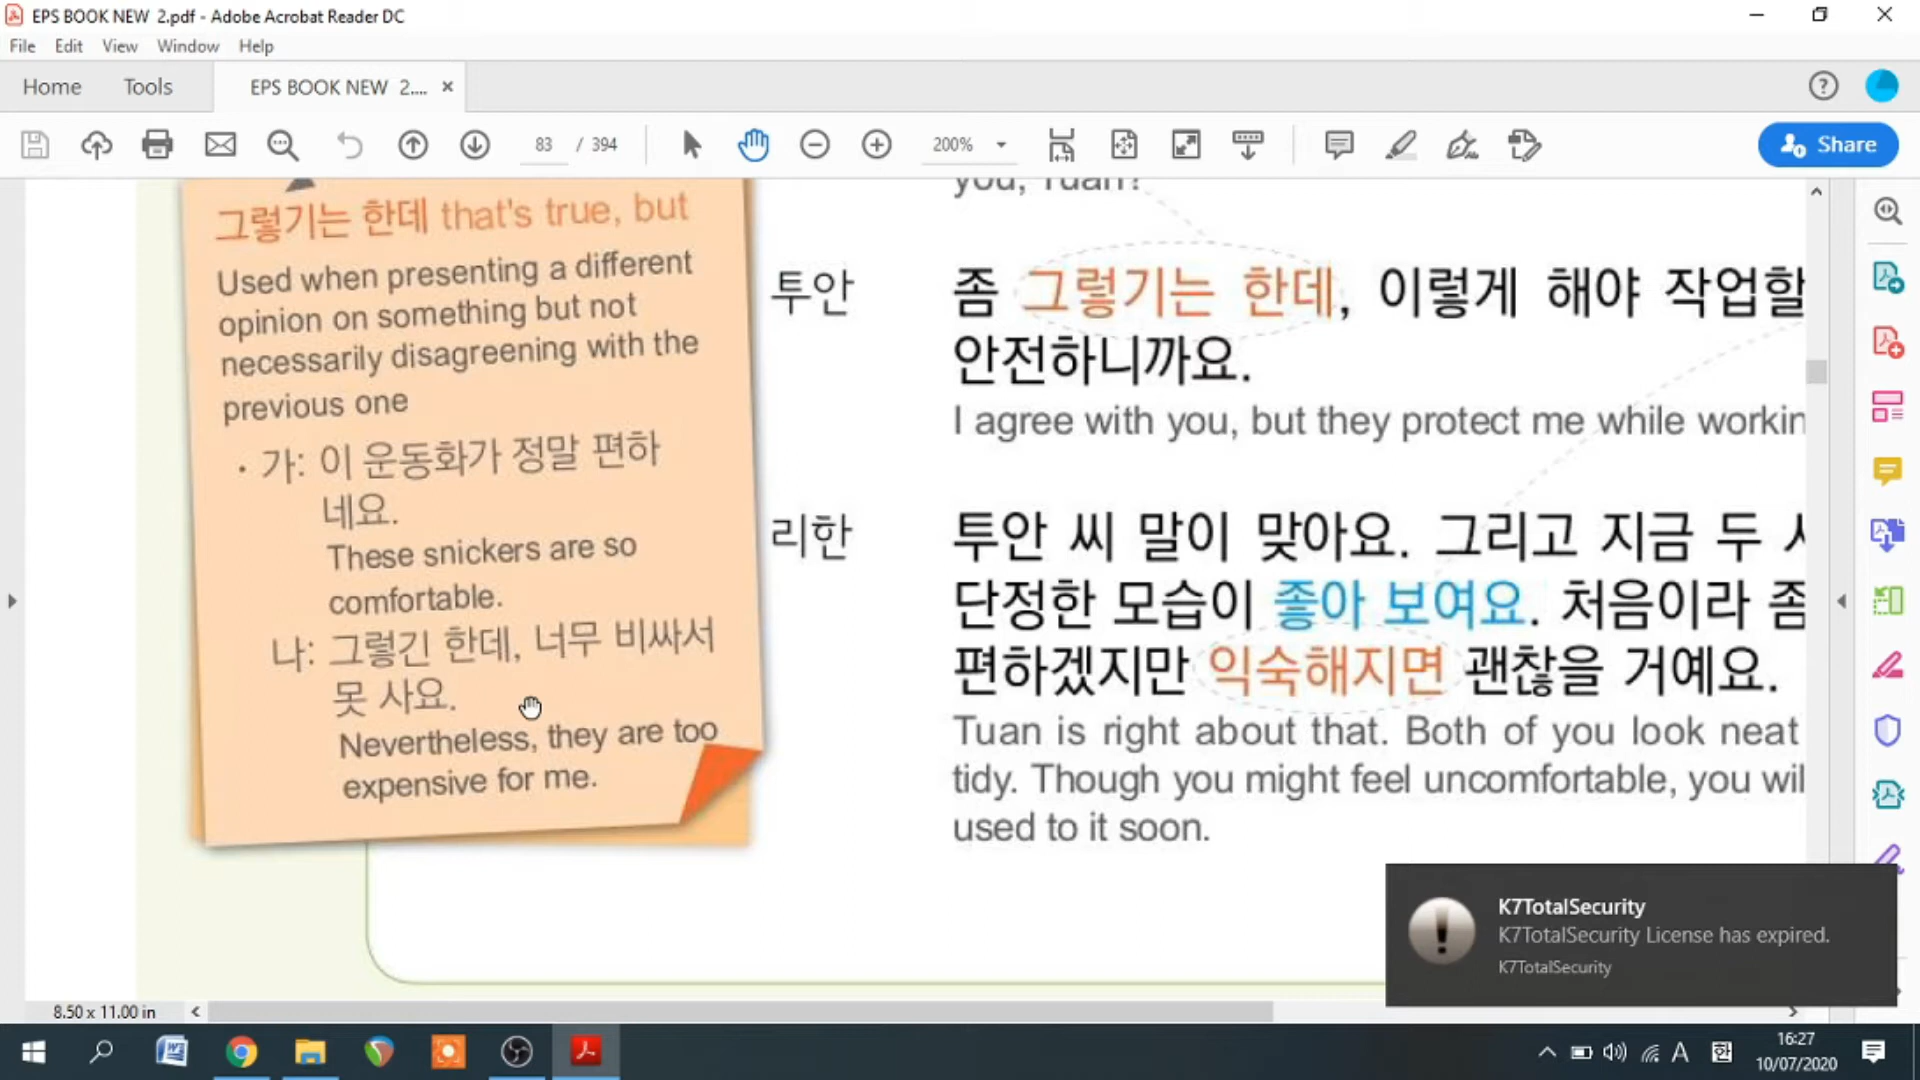 EPS BOOK NEW  2.pdf - Adobe Acrobat Reader DC
File Edit View Window Help
Home Tools EPS BOOK NEW  2.... ×
83 / 394 200% Share
그렇기는 한데 that's true, but
Used when presenting a different
opinion on something but not
necessarily disagreeing with the
previous one
• 가: 이 운동화가 정말 편하
네요.
These snickers are so
comfortable.
나: 그렇긴 한데, 너무 비싸서
못 사요.
Nevertheless, they are too
expensive for me.
you, Tuan?
투안 좀 그렇기는 한데, 이렇게 해야 작업할
안전하니까요.
I agree with you, but they protect me while workin
리한 투안 씨 말이 맞아요. 그리고 지금 두
단정한 모습이 좋아 보여요. 처음이라 좀
편하겠지만 익숙해지면 괜찮을 거예요.
Tuan is right about that. Both of you look neat
tidy. Though you might feel uncomfortable, you wil
used to it soon.
K7TotalSecurity
K7TotalSecurity License has expired.
K7TotalSecurity
8.50 x 11.00 in
A 한 16:27
10/07/2020